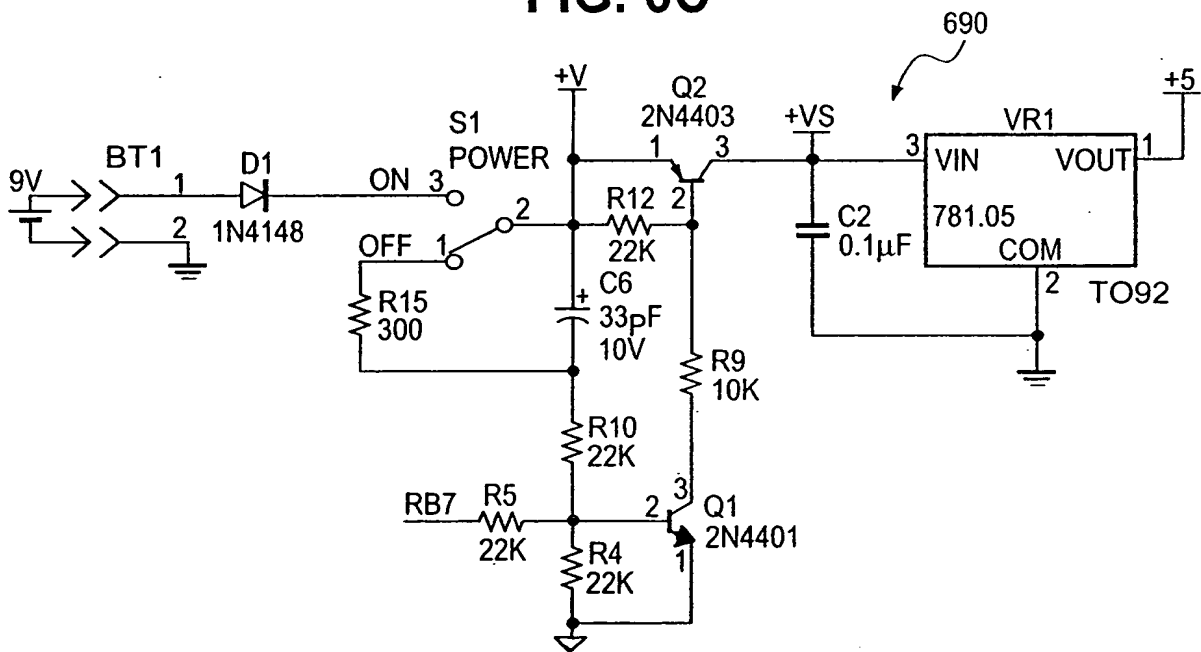 690
+V
Q2
2N4403
+VS
+5
S1
POWER
VR1
BT1
D1
9V
1
2
1N4148
ON 3
2
OFF 1
1
3
2
R12
22K
3 VIN
VOUT 1
781.05
COM
2
TO92
C2
0.1µF
R15
300
+
C6
33pF
10V
R9
10K
R10
22K
RB7
R5
22K
2
3
1
Q1
2N4401
R4
22K